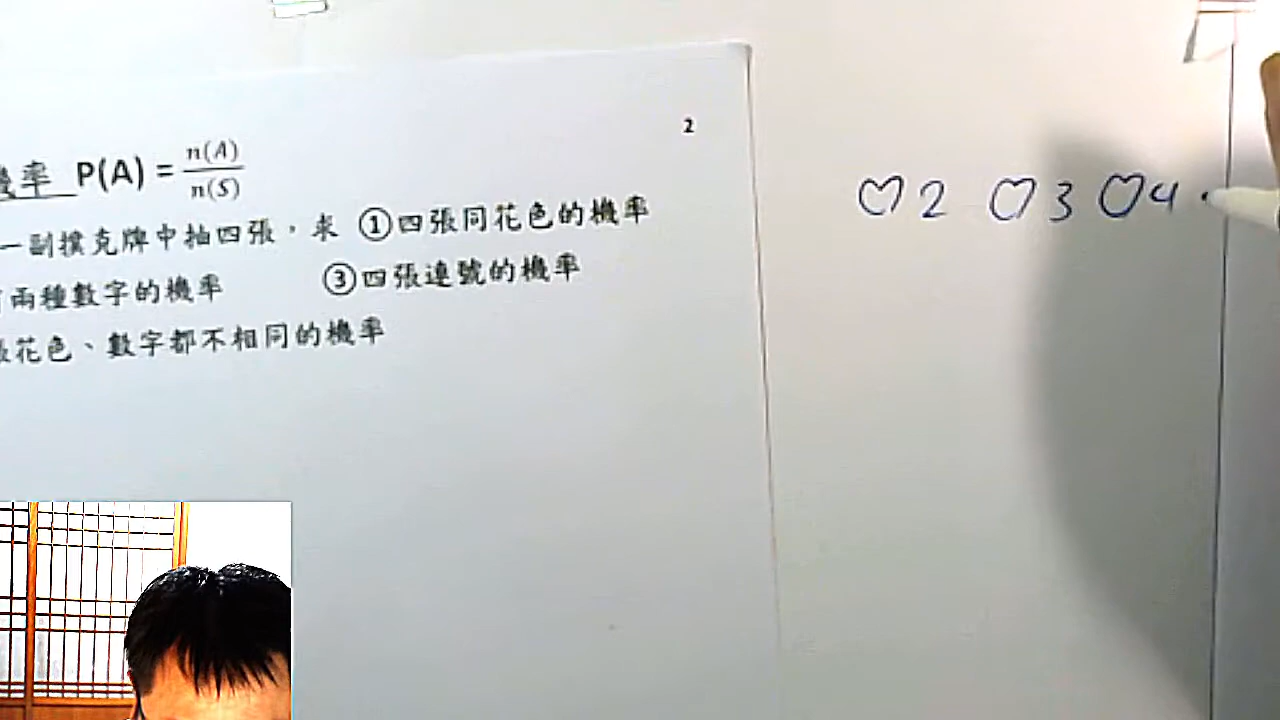 2
機率 P(A) = n(A)/n(S)
一副撲克牌中抽四張，求 ①四張同花色的機率
兩種數字的機率 ③四張連號的機率
花色、數字都不相同的機率
♡2 ♡3 ♡4